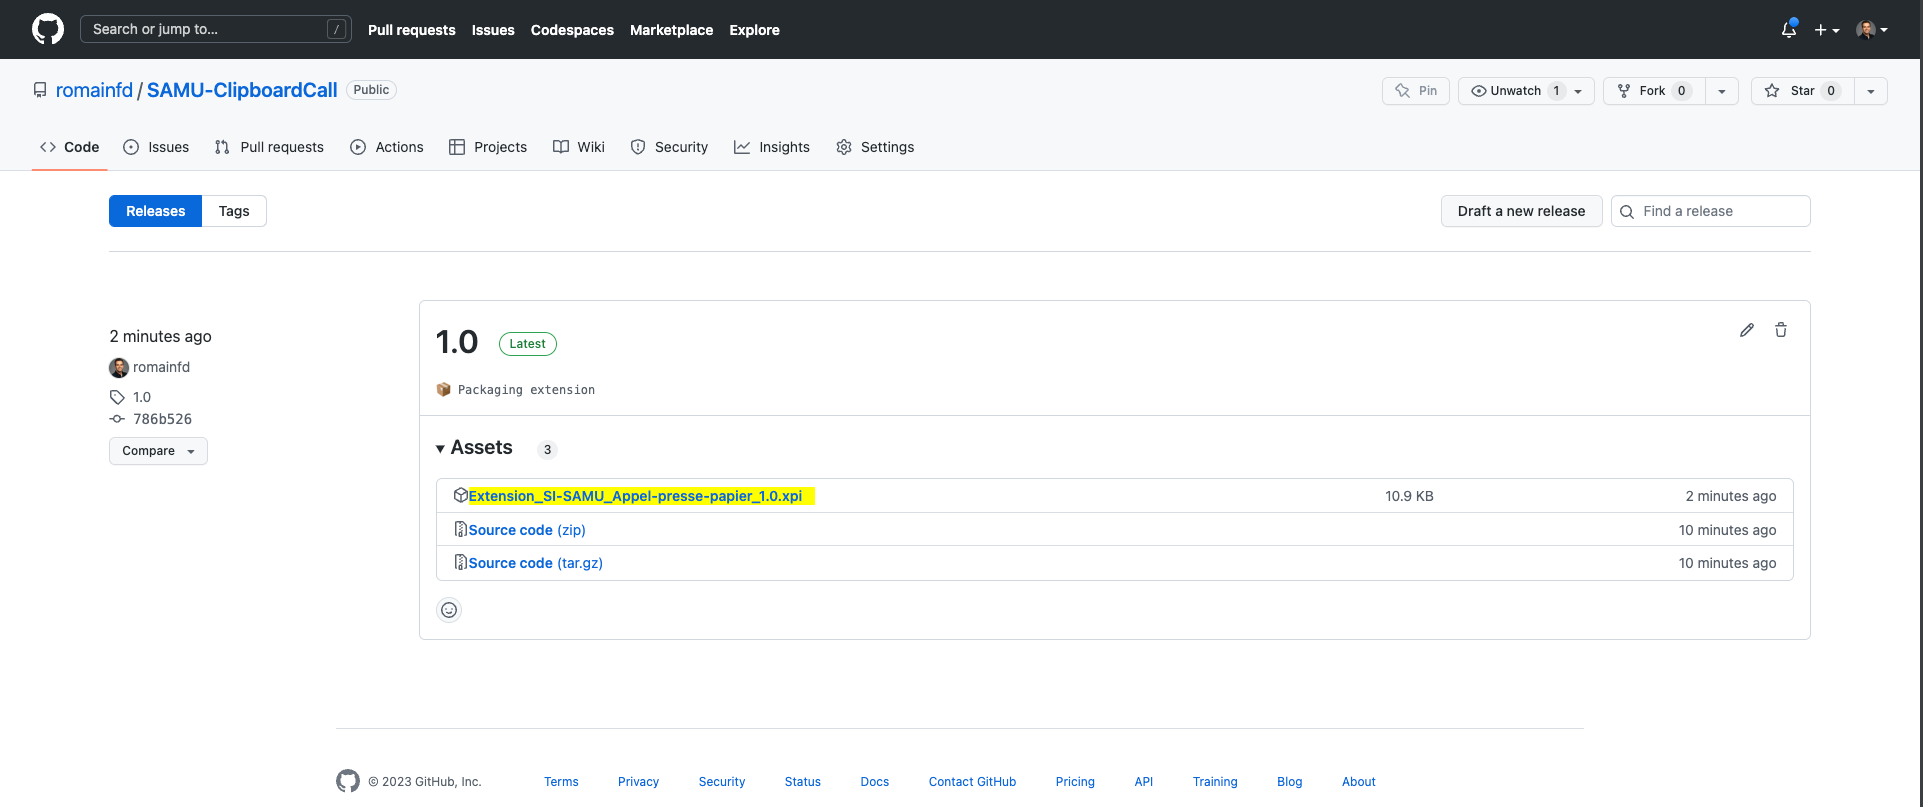 Search or jump to... /
Pull requests Issues Codespaces Marketplace Explore
romainfd / SAMU-ClipboardCall Public
Pin Unwatch 1 Fork 0 Star 0
Code Issues Pull requests Actions Projects Wiki Security Insights Settings
Releases Tags
Draft a new release Find a release
2 minutes ago
romainfd
1.0
786b526
Compare
1.0 Latest
Packaging extension
Assets 3
Extension_SI-SAMU_Appel-presse-papier_1.0.xpi 10.9 KB 2 minutes ago
Source code (zip) 10 minutes ago
Source code (tar.gz) 10 minutes ago
© 2023 GitHub, Inc. Terms Privacy Security Status Docs Contact GitHub Pricing API Training Blog About